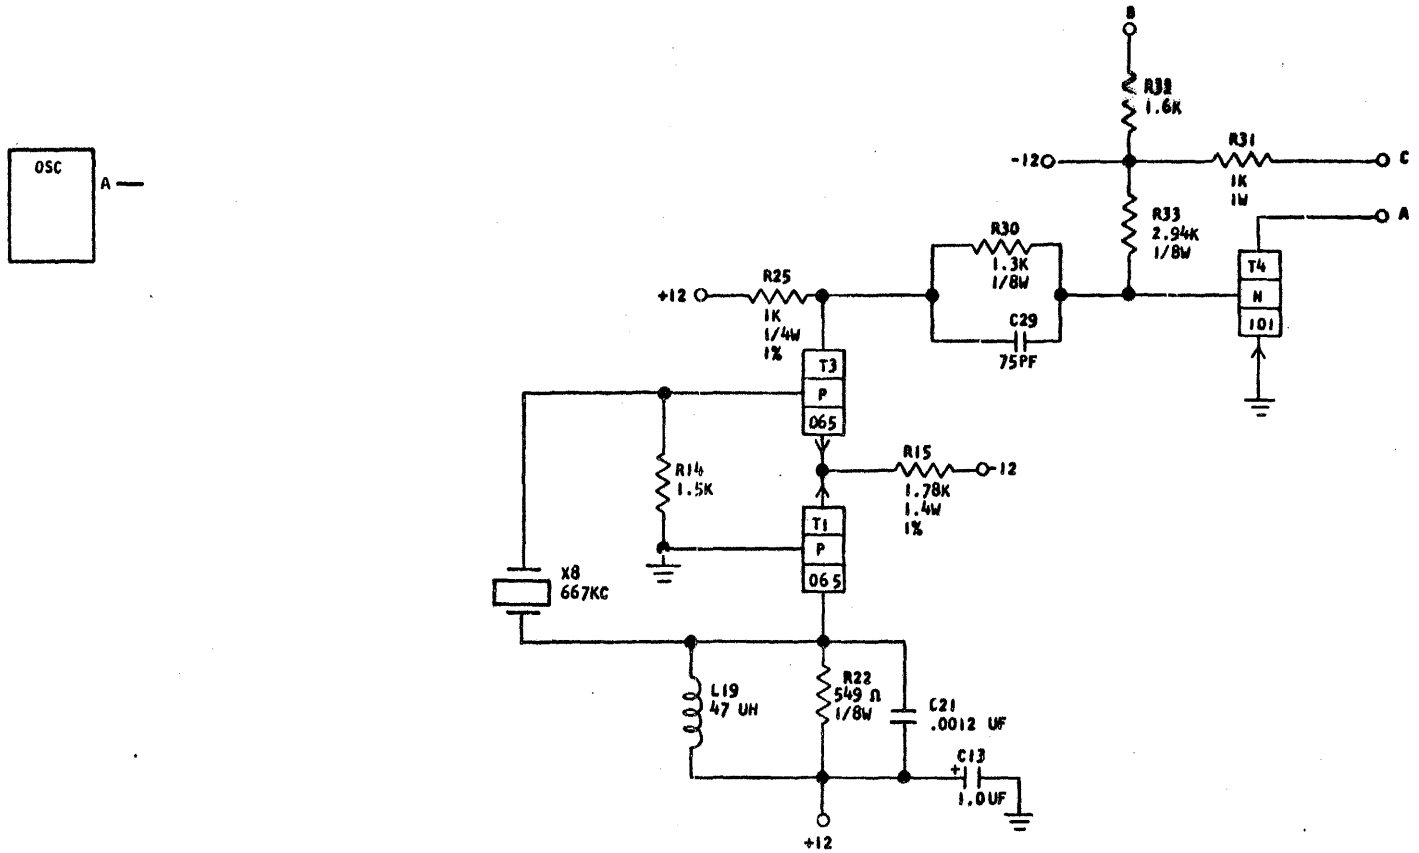 B
1.6K
R31
OSC
-12
C
A
1K
1W
A
R33
2.94K
1/8W
R30
1.3K
1/8W
T4
N
101
R25
+12
1K
1/4W
1%
C29
75PF
T3
P
065
R15
-12
R14
1.5K
1.78K
1.4W
1%
T1
P
065
X8
667KC
R22
549 Ω
1/8W
L19
47 UH
C21
.0012 UF
C13
+
1.0UF
+12